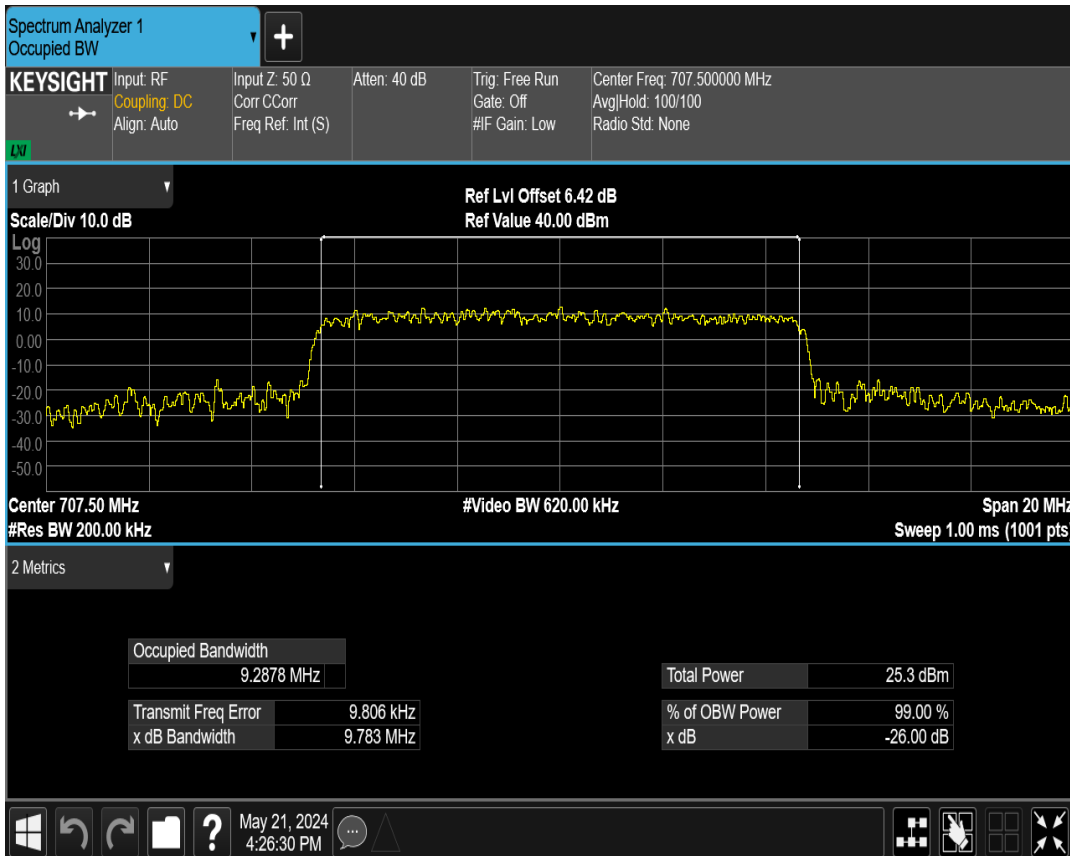 Spectrum Analyzer 1
Occupied BW
+
KEYSIGHT
LXI
Input: RF
Coupling: DC
Align: Auto
Input Z: 50 Ω
Corr CCorr
Freq Ref: Int (S)
Atten: 40 dB
Trig: Free Run
Gate: Off
#IF Gain: Low
Center Freq: 707.500000 MHz
Avg|Hold: 100/100
Radio Std: None
1 Graph
Scale/Div 10.0 dB
Ref Lvl Offset 6.42 dB
Ref Value 40.00 dBm
Log
30.0
20.0
10.0
0.00
-10.0
-20.0
-30.0
-40.0
-50.0
Center 707.50 MHz
#Video BW 620.00 kHz
Span 20 MHz
#Res BW 200.00 kHz
Sweep 1.00 ms (1001 pts)
2 Metrics
Occupied Bandwidth
9.2878 MHz
Total Power 25.3 dBm
Transmit Freq Error 9.806 kHz
% of OBW Power 99.00 %
x dB Bandwidth 9.783 MHz
x dB -26.00 dB
?
May 21, 2024
4:26:30 PM